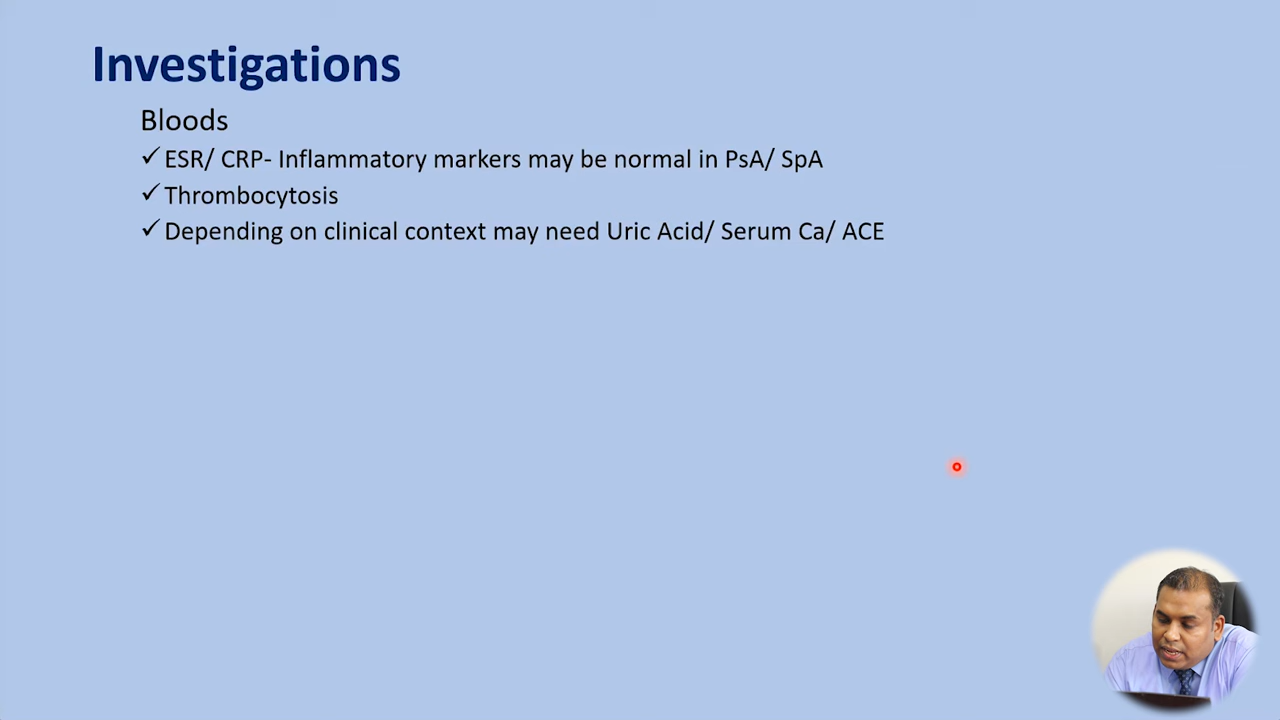 Investigations
Bloods
✓ ESR/ CRP- Inflammatory markers may be normal in PsA/ SpA
✓ Thrombocytosis
✓ Depending on clinical context may need Uric Acid/ Serum Ca/ ACE